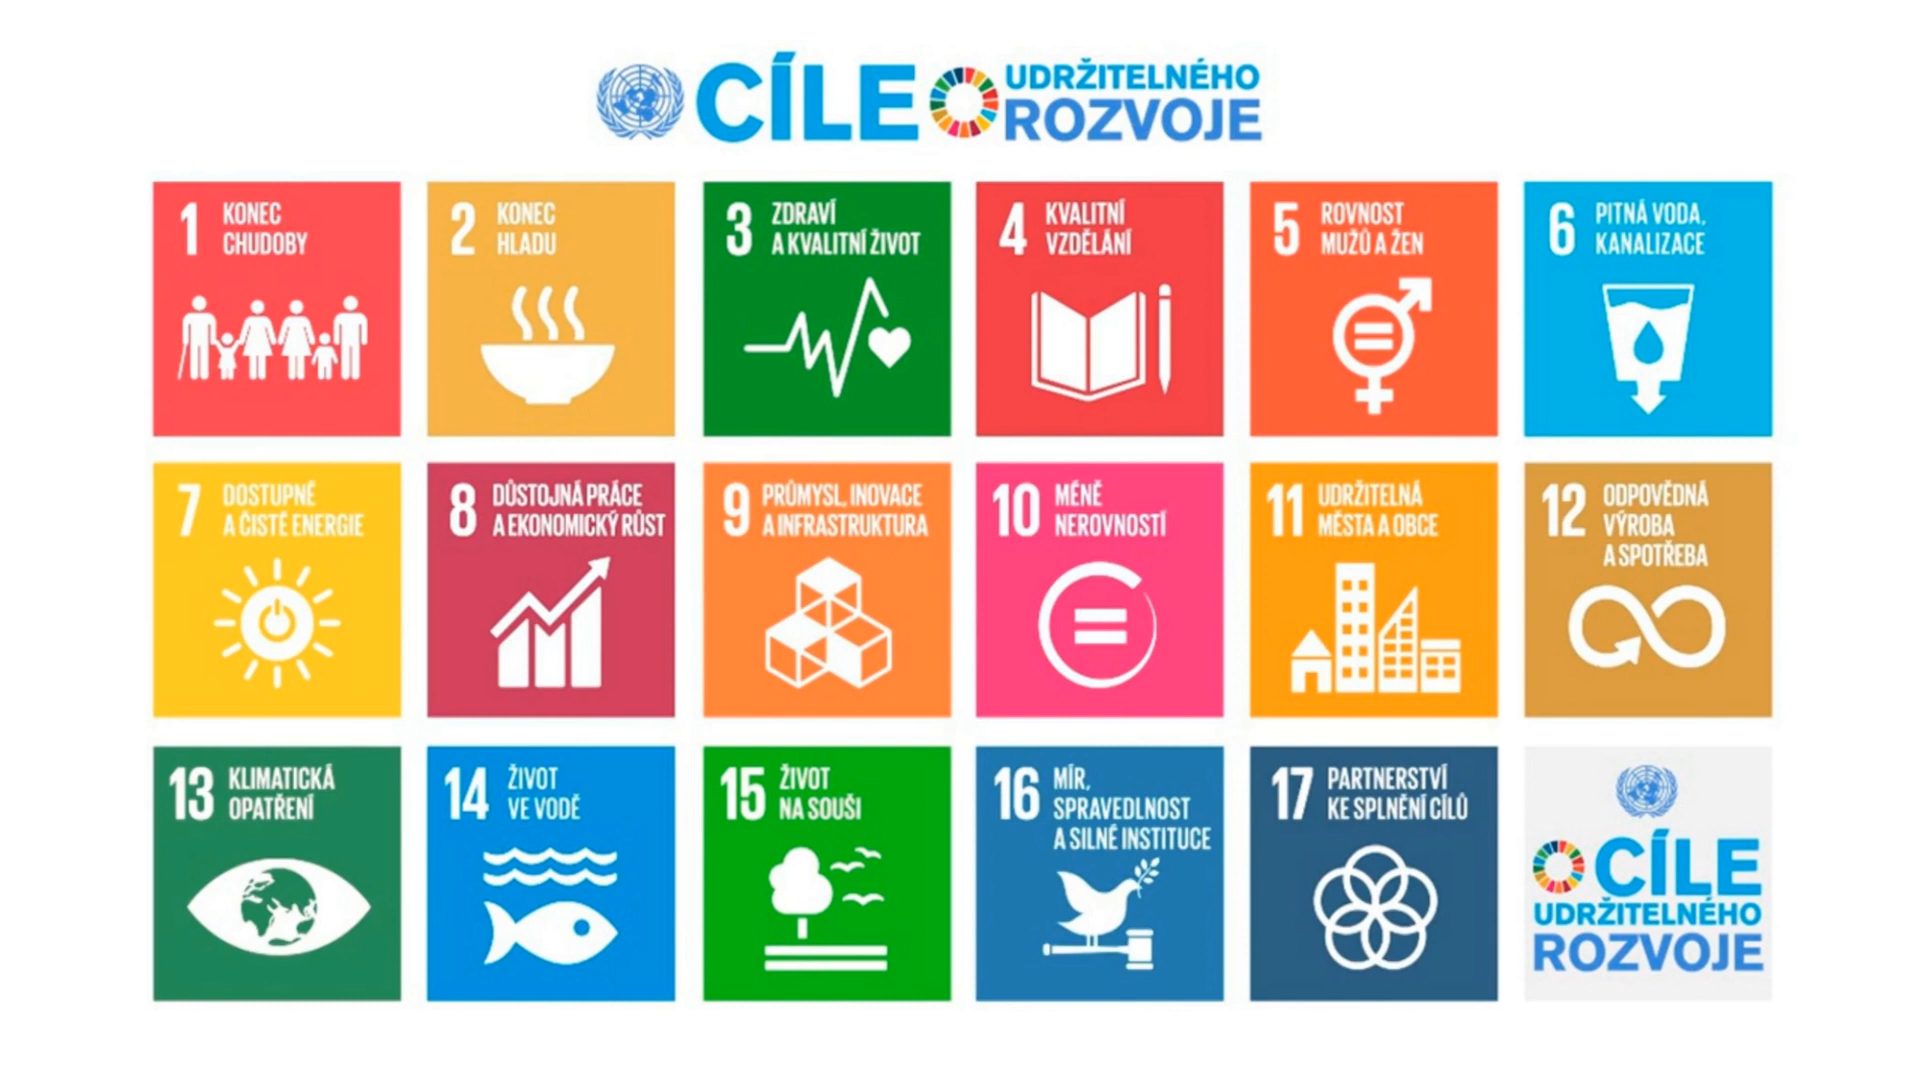 CÍLE UDRŽITELNÉHO
ROZVOJE
1 KONEC
CHUDOBY
2 KONEC
HLADU
3 ZDRAVÍ
A KVALITNÍ ŽIVOT
4 KVALITNÍ
VZDĚLÁNÍ
5 ROVNOST
MUŽŮ A ŽEN
6 PITNÁ VODA,
KANALIZACE
7 DOSTUPNÉ
A ČISTÉ ENERGIE
8 DŮSTOJNÁ PRÁCE
A EKONOMICKÝ RŮST
9 PRŮMYSL, INOVACE
A INFRASTRUKTURA
10 MÉNĚ
NEROVNOSTÍ
11 UDRŽITELNÁ
MĚSTA A OBCE
12 ODPOVĚDNÁ
VÝROBA
A SPOTŘEBA
13 KLIMATICKÁ
OPATŘENÍ
14 ŽIVOT
VE VODĚ
15 ŽIVOT
NA SOUŠI
16 MÍR,
SPRAVEDLNOST
A SILNÉ INSTITUCE
17 PARTNERSTVÍ
KE SPLNĚNÍ CÍLŮ
CÍLE
UDRŽITELNÉHO
ROZVOJE